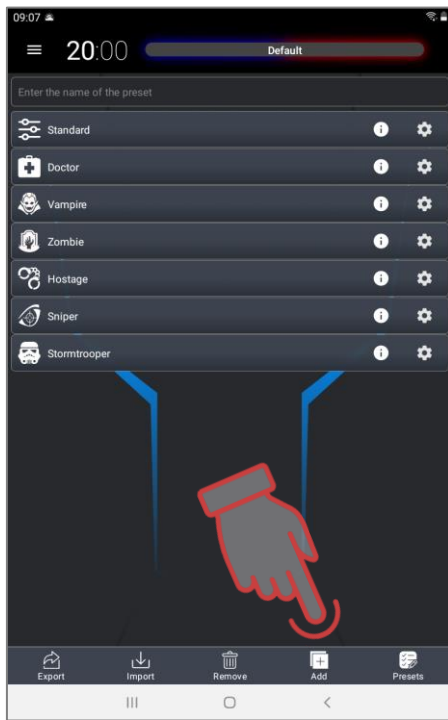 09:07
20:00 Default
Enter the name of the preset
Standard
Doctor
Vampire
Zombie
Hostage
Sniper
Stormtrooper
Export Import Remove Add Presets